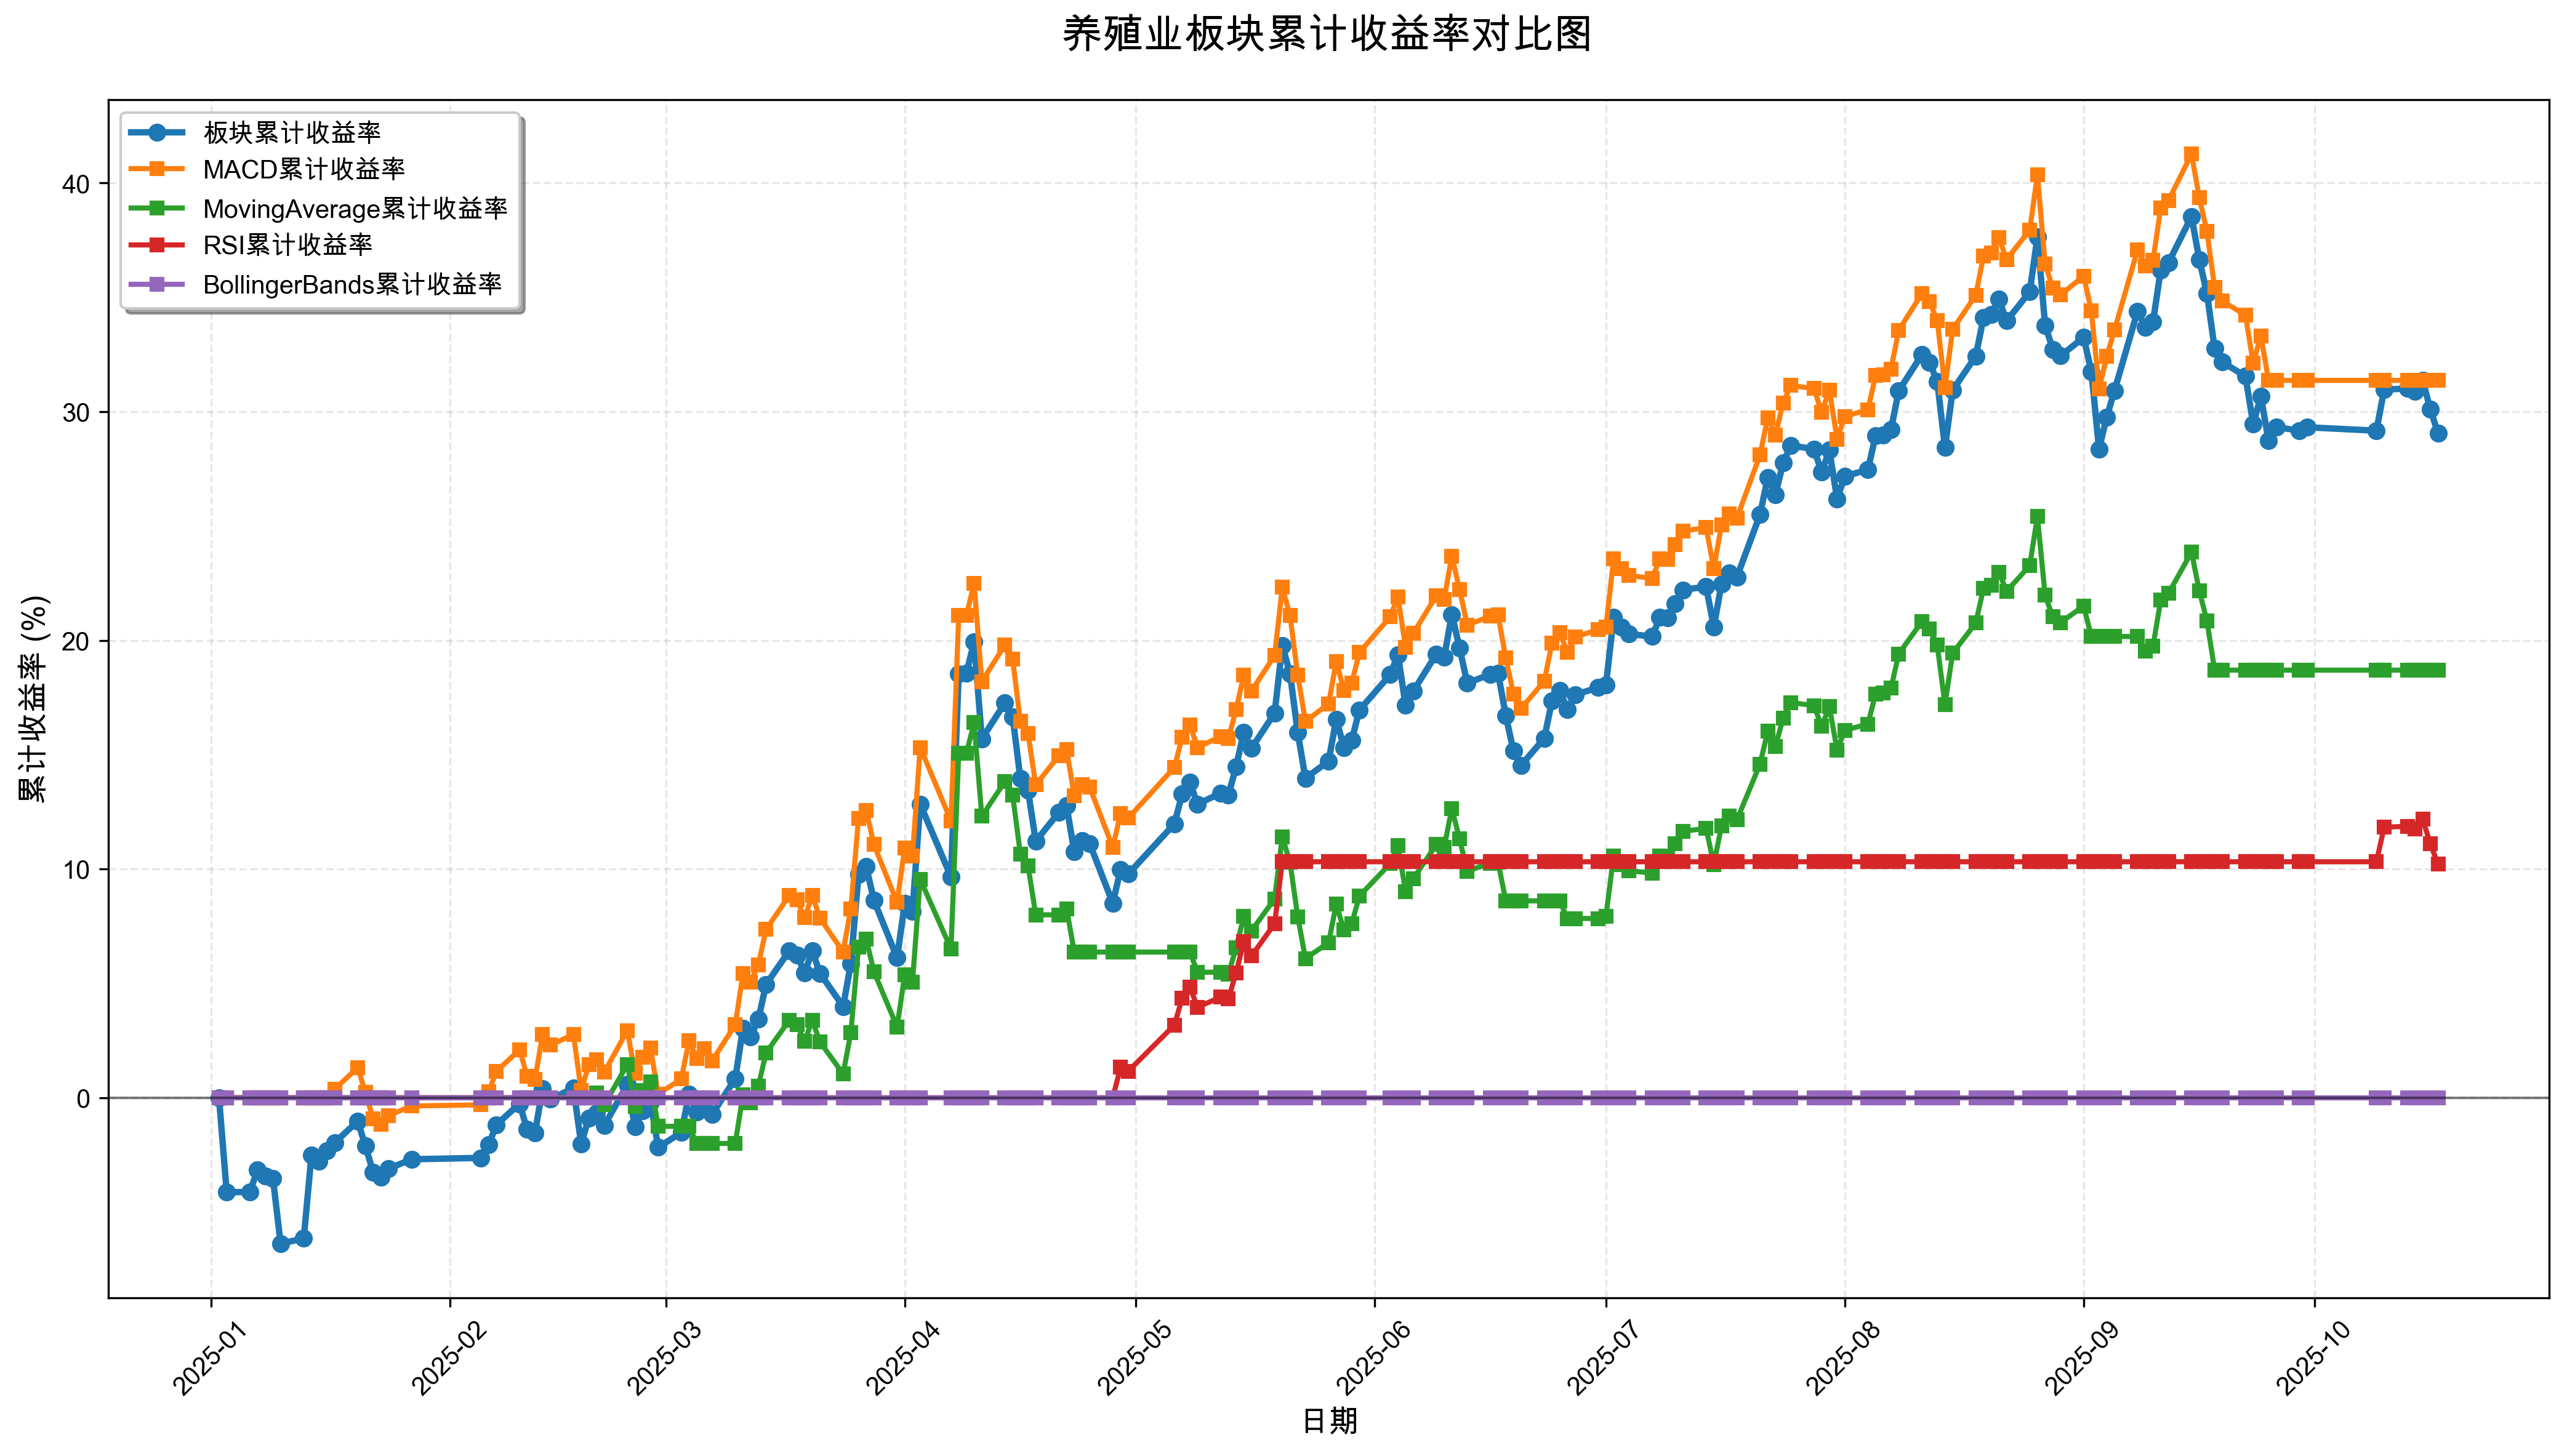 养殖业板块累计收益率对比图
板块累计收益率
MACD累计收益率
MovingAverage累计收益率
RSI累计收益率
BollingerBands累计收益率
累计收益率 (%)
40
30
20
10
0
2025-01
2025-02
2025-03
2025-04
2025-05
2025-06
2025-07
2025-08
2025-09
2025-10
日期